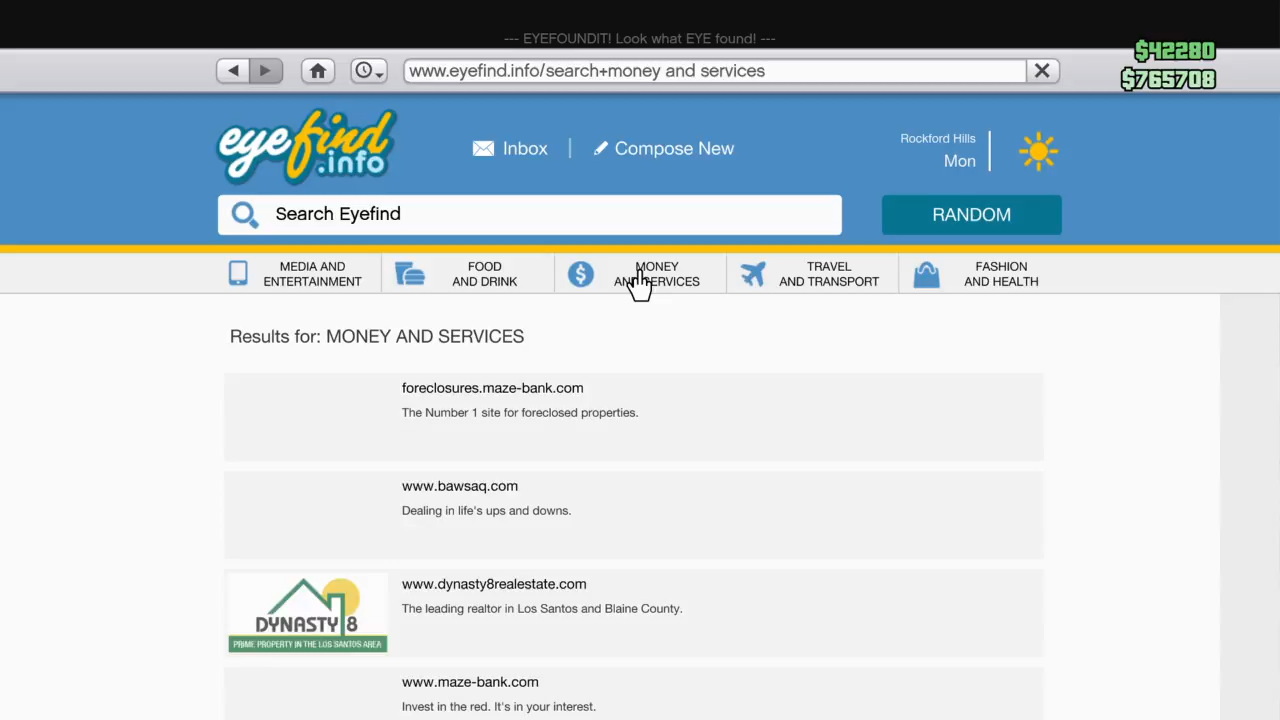 --- EYEFOUNDIT! Look what EYE found! ---
$42280
$765708
www.eyefind.info/search+money and services
eyefind
.info
Inbox
Compose New
Rockford Hills
Mon
Search Eyefind
RANDOM
MEDIA AND
ENTERTAINMENT
FOOD
AND DRINK
MONEY
AND SERVICES
TRAVEL
AND TRANSPORT
FASHION
AND HEALTH
Results for: MONEY AND SERVICES
foreclosures.maze-bank.com
The Number 1 site for foreclosed properties.
www.bawsaq.com
Dealing in life's ups and downs.
DYNASTY 8
PRIME PROPERTY IN THE LOS SANTOS AREA
www.dynasty8realestate.com
The leading realtor in Los Santos and Blaine County.
www.maze-bank.com
Invest in the red. It's in your interest.